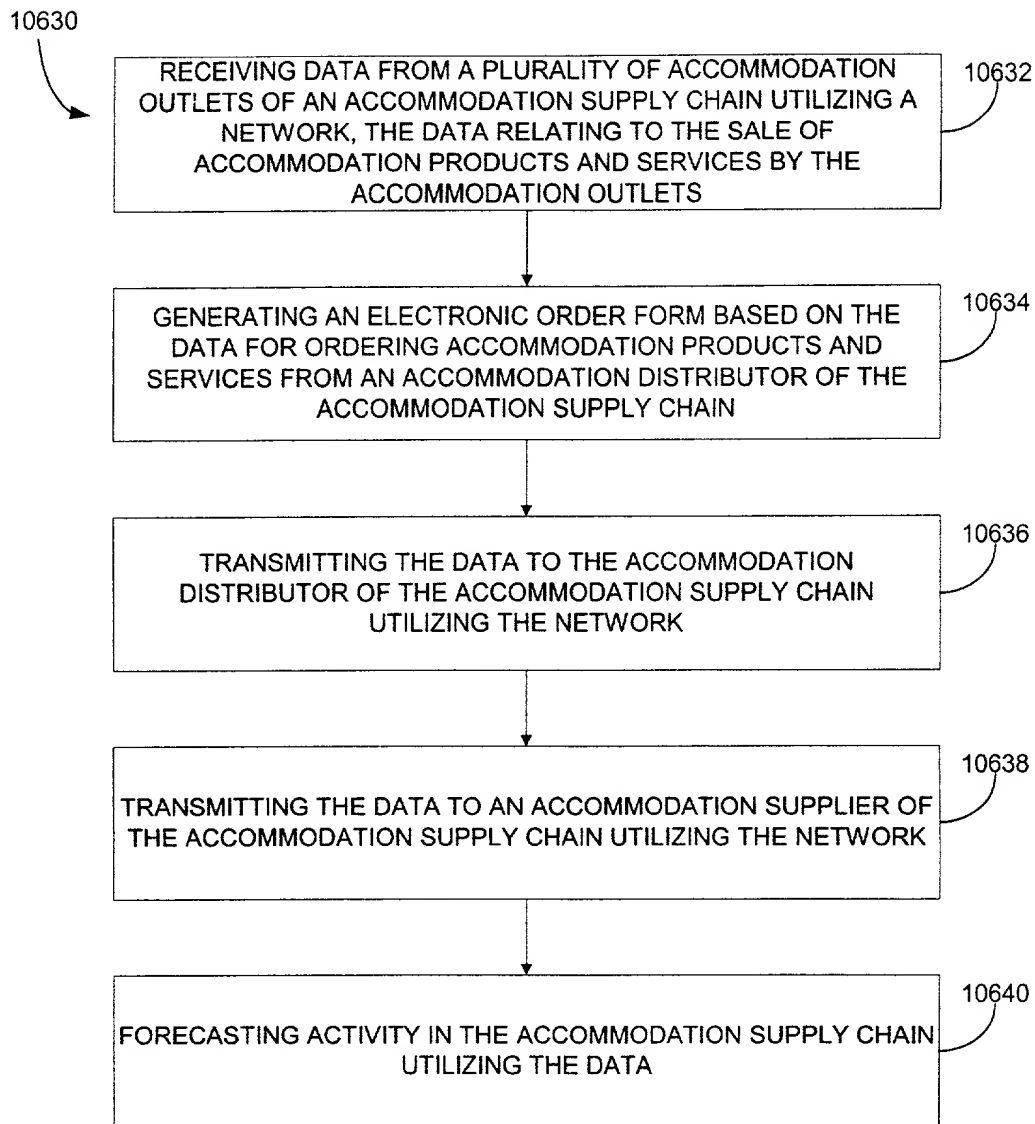 10630
RECEIVING DATA FROM A PLURALITY OF ACCOMMODATION
OUTLETS OF AN ACCOMMODATION SUPPLY CHAIN UTILIZING A
NETWORK, THE DATA RELATING TO THE SALE OF
ACCOMMODATION PRODUCTS AND SERVICES BY THE
ACCOMMODATION OUTLETS
10632
GENERATING AN ELECTRONIC ORDER FORM BASED ON THE
DATA FOR ORDERING ACCOMMODATION PRODUCTS AND
SERVICES FROM AN ACCOMMODATION DISTRIBUTOR OF THE
ACCOMMODATION SUPPLY CHAIN
10634
TRANSMITTING THE DATA TO THE ACCOMMODATION
DISTRIBUTOR OF THE ACCOMMODATION SUPPLY CHAIN
UTILIZING THE NETWORK
10636
TRANSMITTING THE DATA TO AN ACCOMMODATION SUPPLIER OF
THE ACCOMMODATION SUPPLY CHAIN UTILIZING THE NETWORK
10638
FORECASTING ACTIVITY IN THE ACCOMMODATION SUPPLY CHAIN
UTILIZING THE DATA
10640